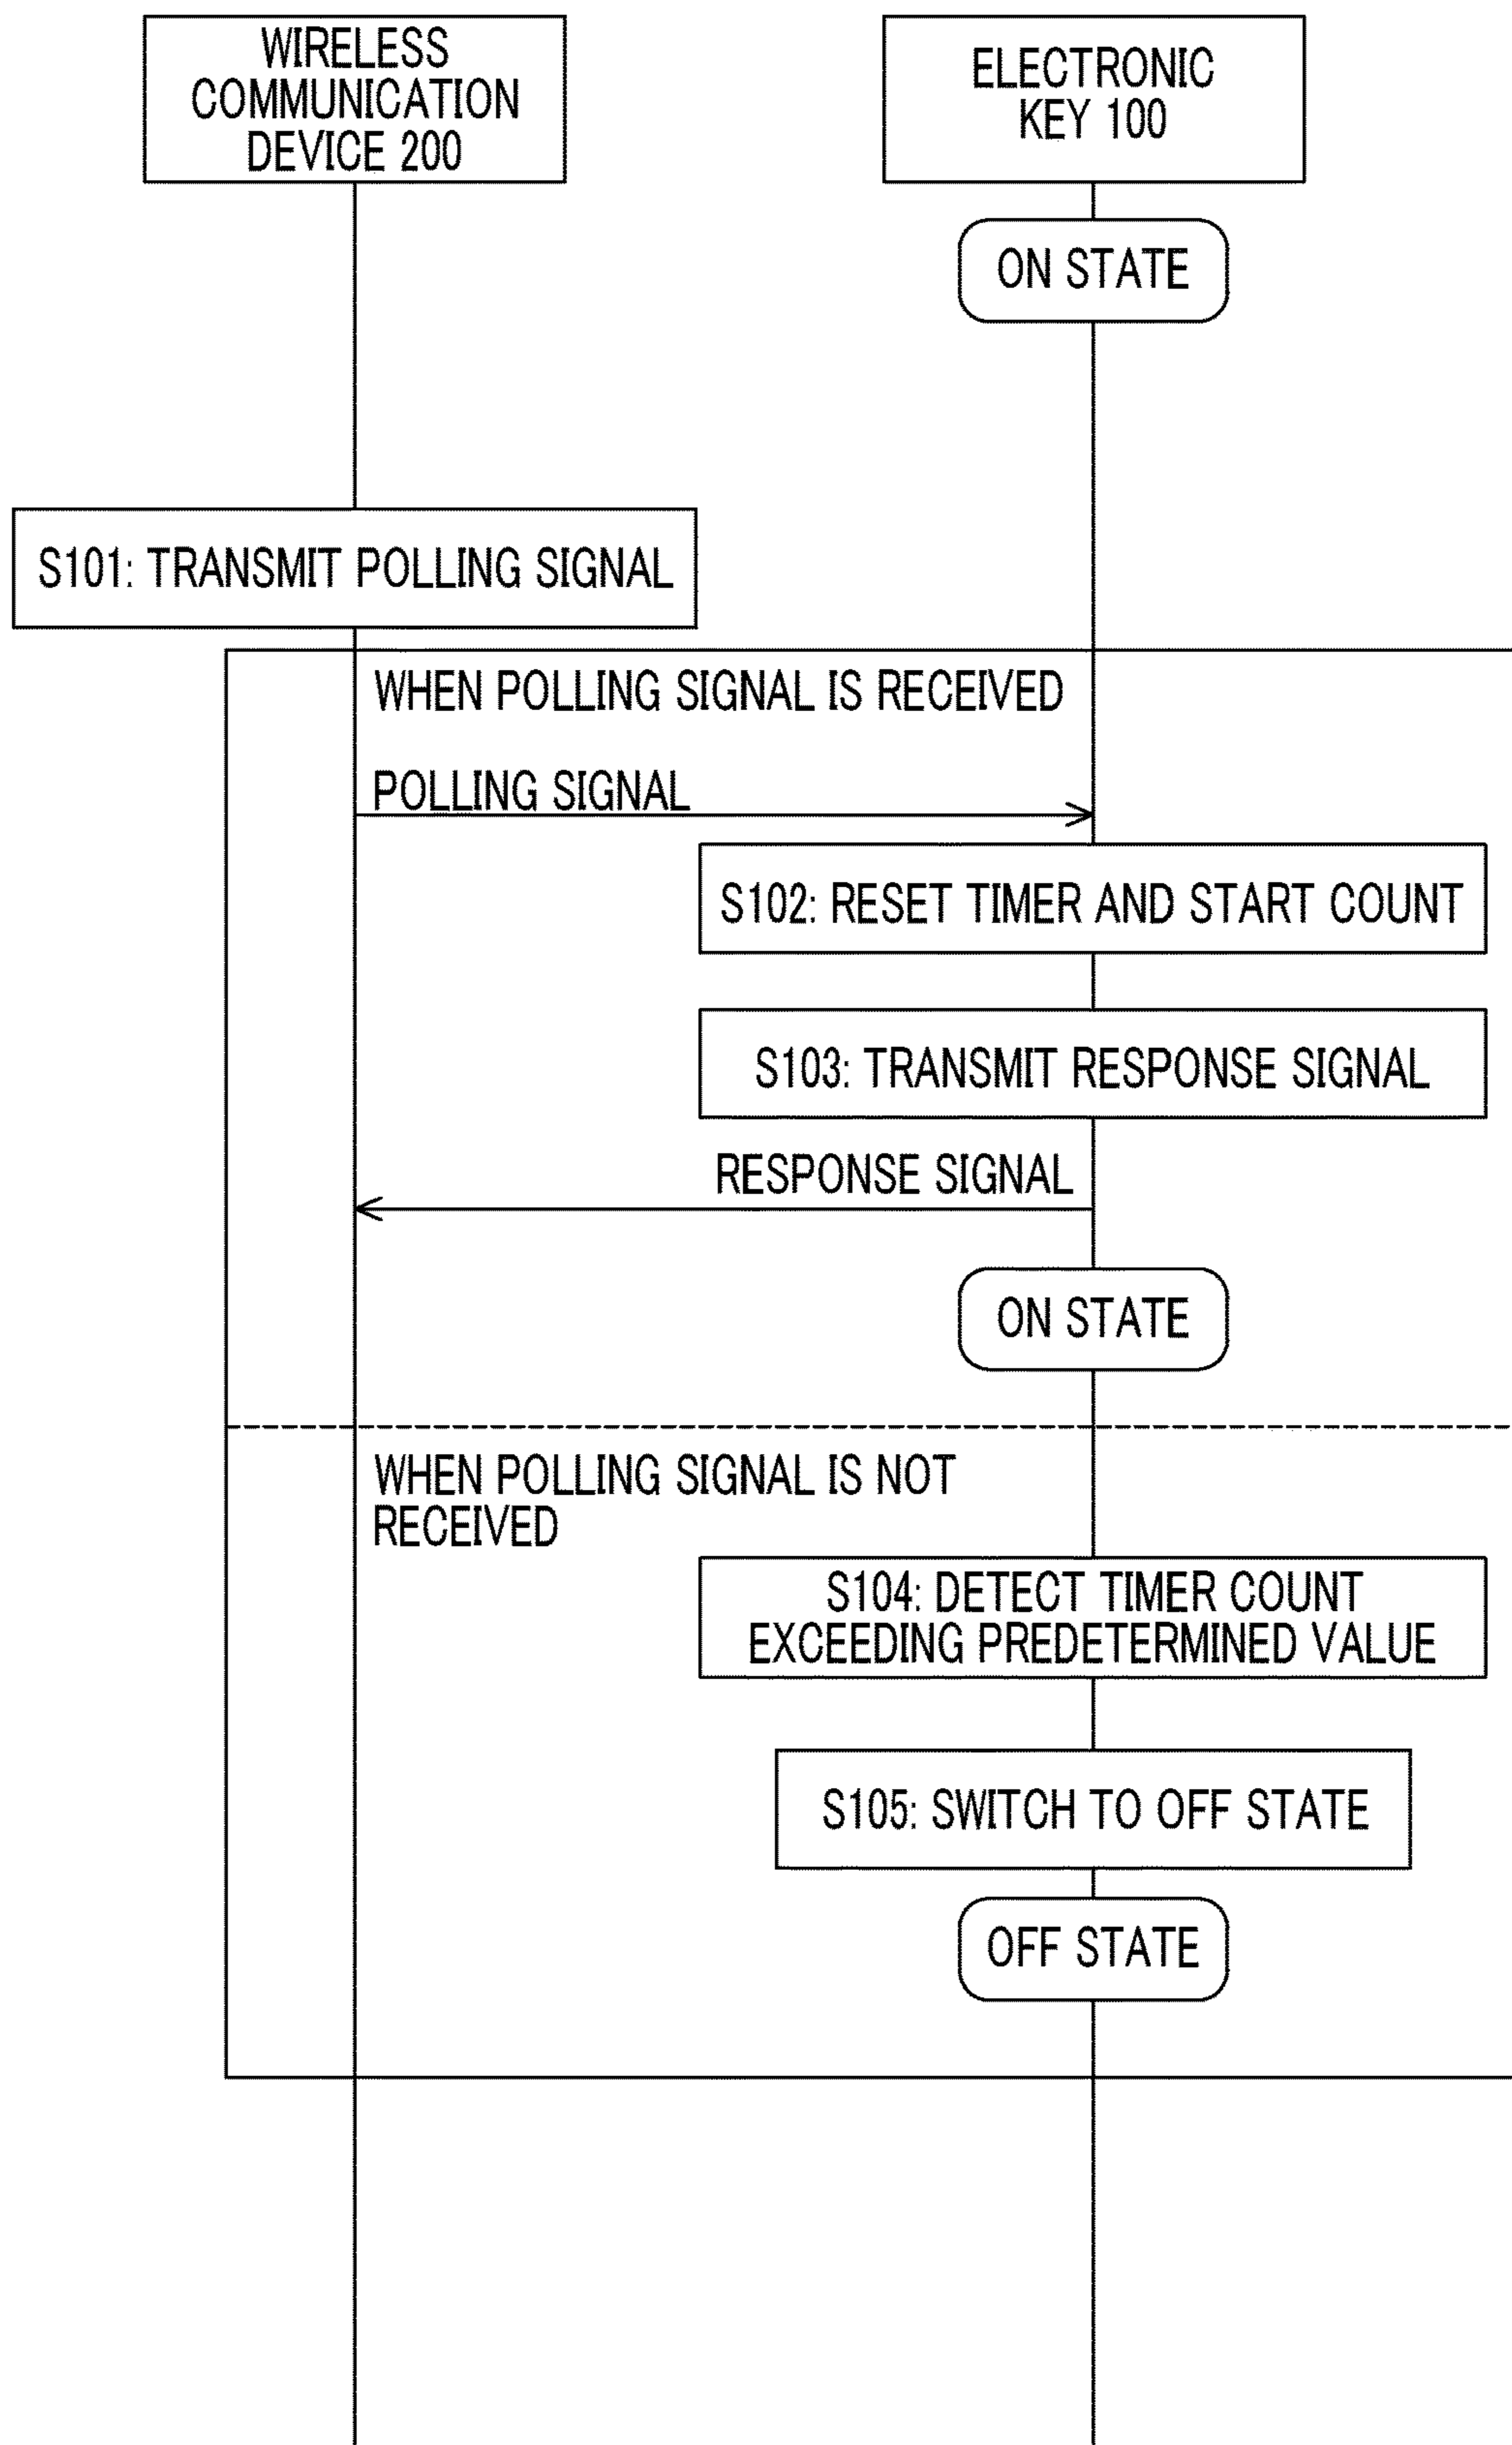 WIRELESS
COMMUNICATION
DEVICE 200
ELECTRONIC
KEY 100
ON STATE
S101: TRANSMIT POLLING SIGNAL
WHEN POLLING SIGNAL IS RECEIVED
POLLING SIGNAL
S102: RESET TIMER AND START COUNT
S103: TRANSMIT RESPONSE SIGNAL
RESPONSE SIGNAL
ON STATE
WHEN POLLING SIGNAL IS NOT
RECEIVED
S104: DETECT TIMER COUNT
EXCEEDING PREDETERMINED VALUE
S105: SWITCH TO OFF STATE
OFF STATE